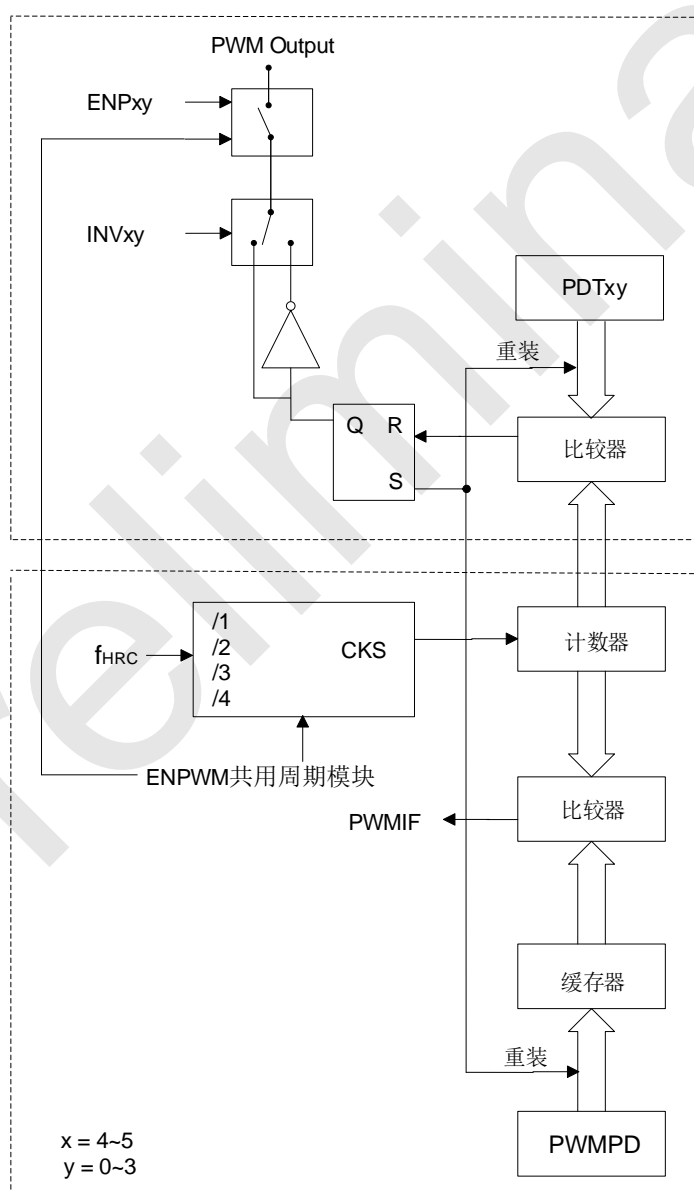 PWM Output
ENPxy
INVxy
PDTxy
重装
Q R
S
比较器
/1
/2
/3
/4
CKS
fHRC
计数器
ENPWM共用周期模块
PWMIF
比较器
缓存器
重装
PWMPD
x = 4~5
y = 0~3